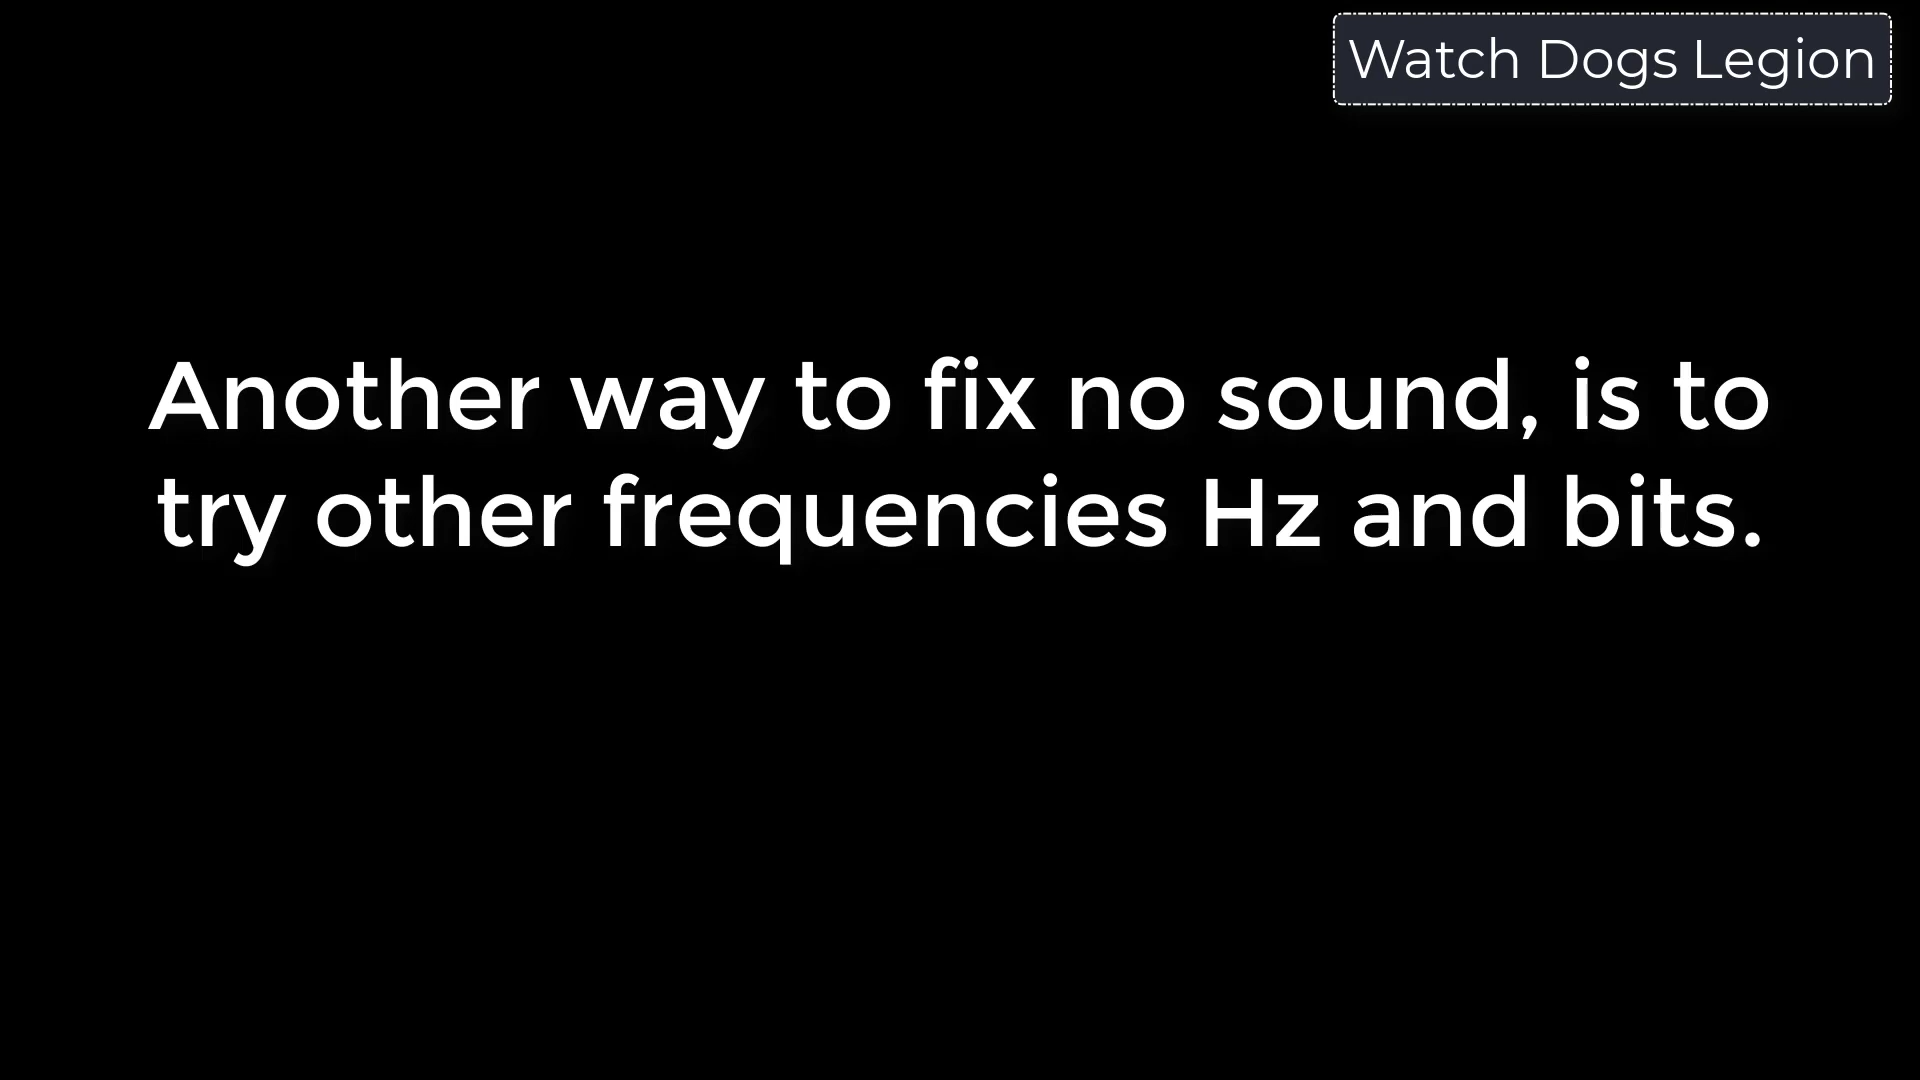 Watch Dogs Legion
Another way to fix no sound, is to
try other frequencies Hz and bits.